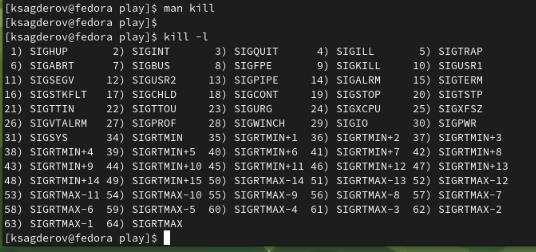 [ksagderov@fedora play]$ man kill
[ksagderov@fedora play]$ kill -l
1) SIGHUP 2) SIGINT 3) SIGQUIT 4) SIGILL 5) SIGTRAP
6) SIGABRT 7) SIGBUS 8) SIGFPE 9) SIGKILL 10) SIGUSR1
11) SIGSEGV 12) SIGUSR2 13) SIGPIPE 14) SIGALRM 15) SIGTERM
16) SIGSTKFLT 17) SIGCHLD 18) SIGCONT 19) SIGSTOP 20) SIGTSTP
21) SIGTTIN 22) SIGTTOU 23) SIGURG 24) SIGXCPU 25) SIGXFSZ
26) SIGVTALRM 27) SIGPROF 28) SIGWINCH 29) SIGIO 30) SIGPWR
31) SIGSYS 34) SIGRTMIN 35) SIGRTMIN+1 36) SIGRTMIN+2 37) SIGRTMIN+3
38) SIGRTMIN+4 39) SIGRTMIN+5 40) SIGRTMIN+6 41) SIGRTMIN+7 42) SIGRTMIN+8
43) SIGRTMIN+9 44) SIGRTMIN+10 45) SIGRTMIN+11 46) SIGRTMIN+12 47) SIGRTMIN+13
48) SIGRTMIN+14 49) SIGRTMIN+15 50) SIGRTMAX-14 51) SIGRTMAX-13 52) SIGRTMAX-12
53) SIGRTMAX-11 54) SIGRTMAX-10 55) SIGRTMAX-9 56) SIGRTMAX-8 57) SIGRTMAX-7
58) SIGRTMAX-6 59) SIGRTMAX-5 60) SIGRTMAX-4 61) SIGRTMAX-3 62) SIGRTMAX-2
63) SIGRTMAX-1 64) SIGRTMAX
[ksagderov@fedora play]$